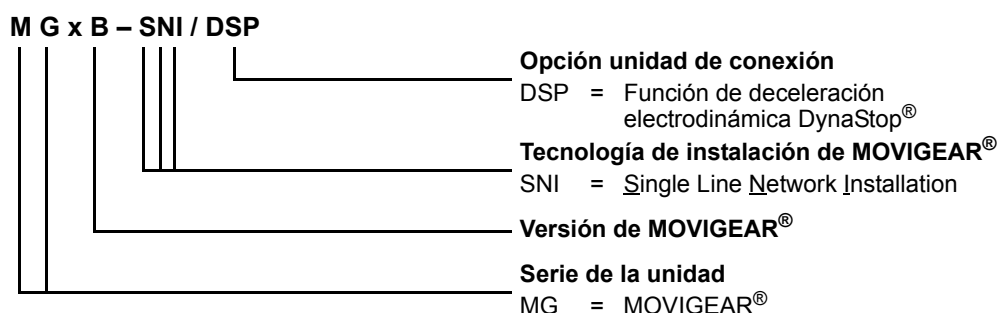 M G x B – SNI / DSP
Opción unidad de conexión
DSP = Función de deceleración
electrodinámica DynaStop®
Tecnología de instalación de MOVIGEAR®
SNI = Single Line Network Installation
Versión de MOVIGEAR®
Serie de la unidad
MG = MOVIGEAR®